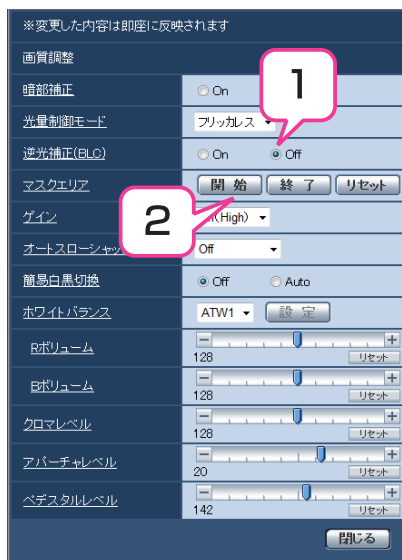 ※変更した内容は即座に反映されます
画質調整
暗部補正 On
1
光量制御モード フリッカレス
逆光補正(BLC) On Off
マスクエリア 開始 終了 リセット
2
ゲイン (High)
オートスローシャッ Off
簡易白黒切換 Off Auto
ホワイトバランス ATW1 設定
Rボリューム − +
128 リセット
Bボリューム − +
128 リセット
クロマレベル − +
128 リセット
アパーチャレベル − +
20 リセット
ペデスタルレベル − +
142 リセット
閉じる